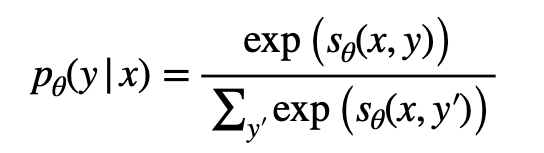 p_θ(y|x) = exp (s_θ(x, y)) / ∑_{y′} exp (s_θ(x, y′))